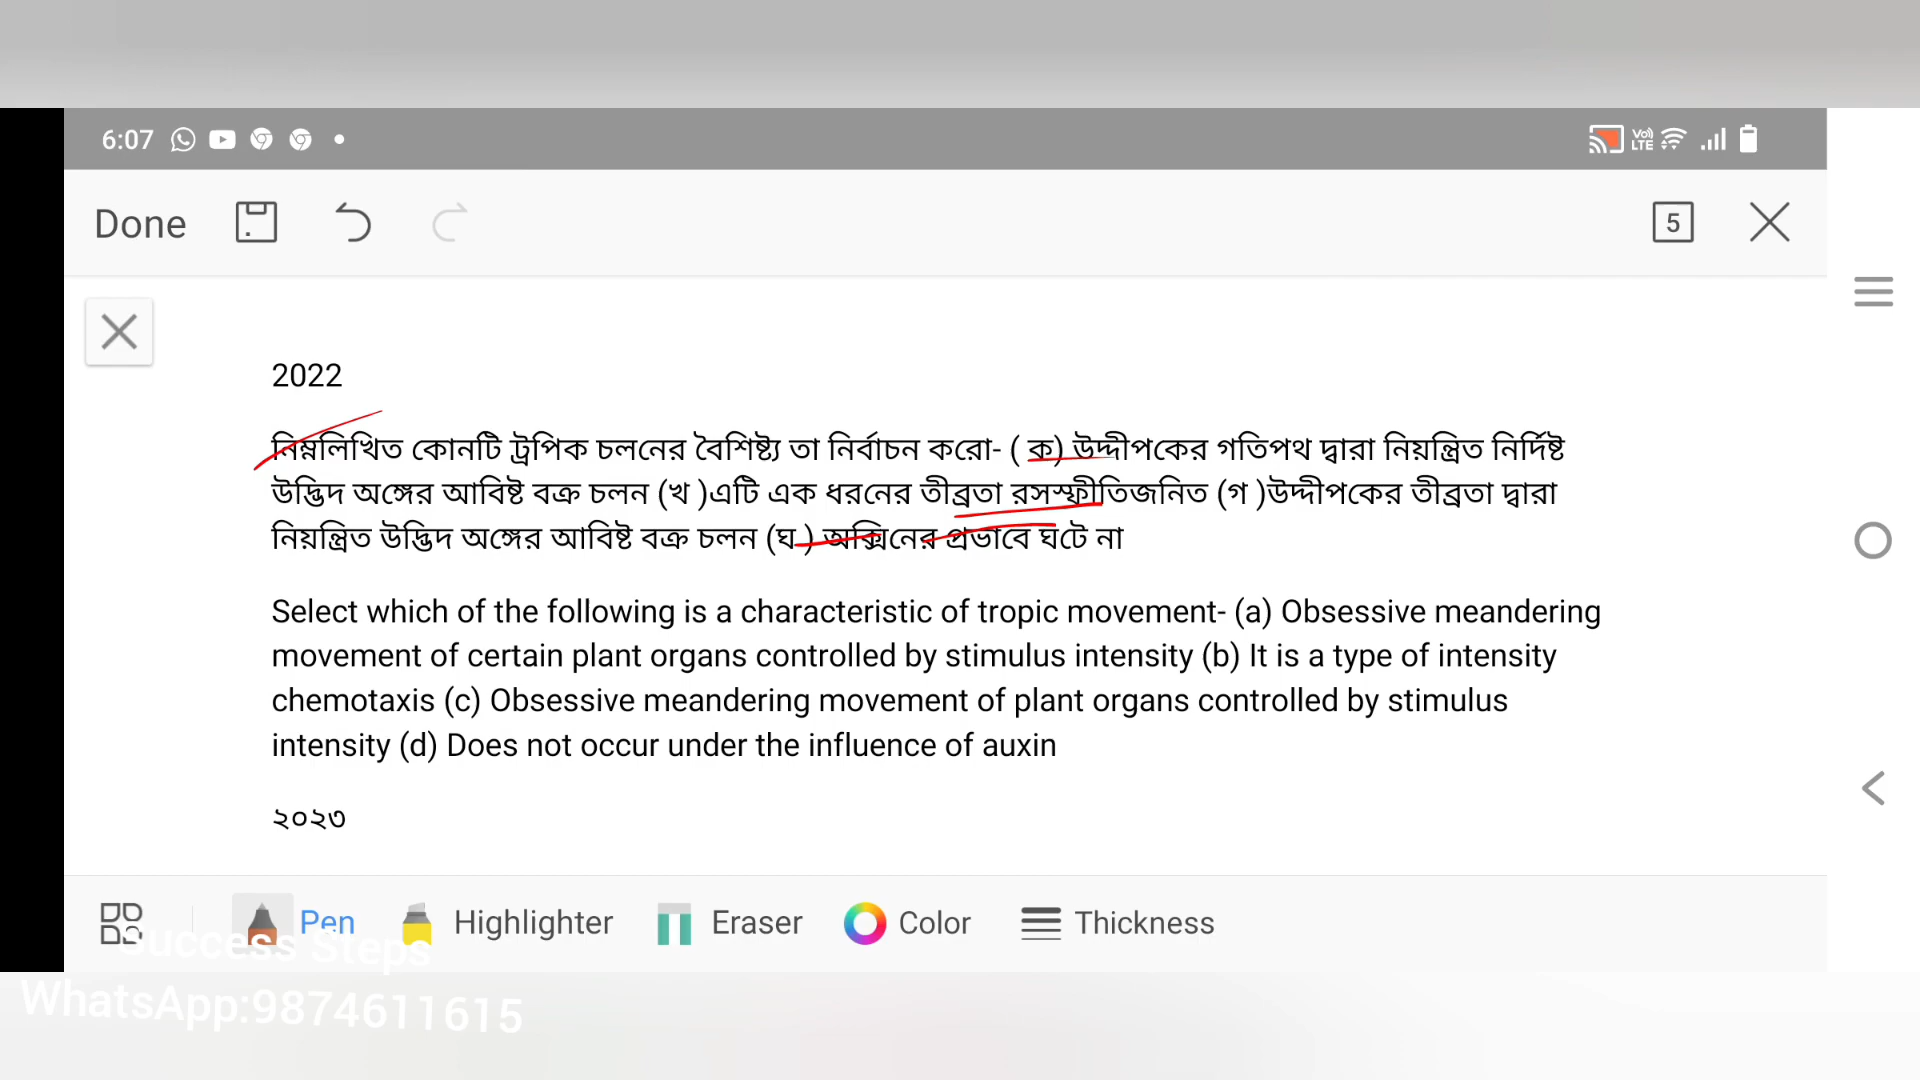 6:07
Vo) LTE
Done
5
2022
নিম্নলিখিত কোনটি ট্রপিক চলনের বৈশিষ্ট্য তা নির্বাচন করো- ( ক) উদ্দীপকের গতিপথ দ্বারা নিয়ন্ত্রিত নির্দিষ্ট
উদ্ভিদ অঙ্গের আবিষ্ট বক্র চলন (খ )এটি এক ধরনের তীব্রতা রসস্ফীতিজনিত (গ )উদ্দীপকের তীব্রতা দ্বারা
নিয়ন্ত্রিত উদ্ভিদ অঙ্গের আবিষ্ট বক্র চলন (ঘ ) অক্সিনের প্রভাবে ঘটে না
Select which of the following is a characteristic of tropic movement- (a) Obsessive meandering
movement of certain plant organs controlled by stimulus intensity (b) It is a type of intensity
chemotaxis (c) Obsessive meandering movement of plant organs controlled by stimulus
intensity (d) Does not occur under the influence of auxin
২০২৩
Pen Highlighter Eraser Color Thickness
Success Steps
WhatsApp:9874611615